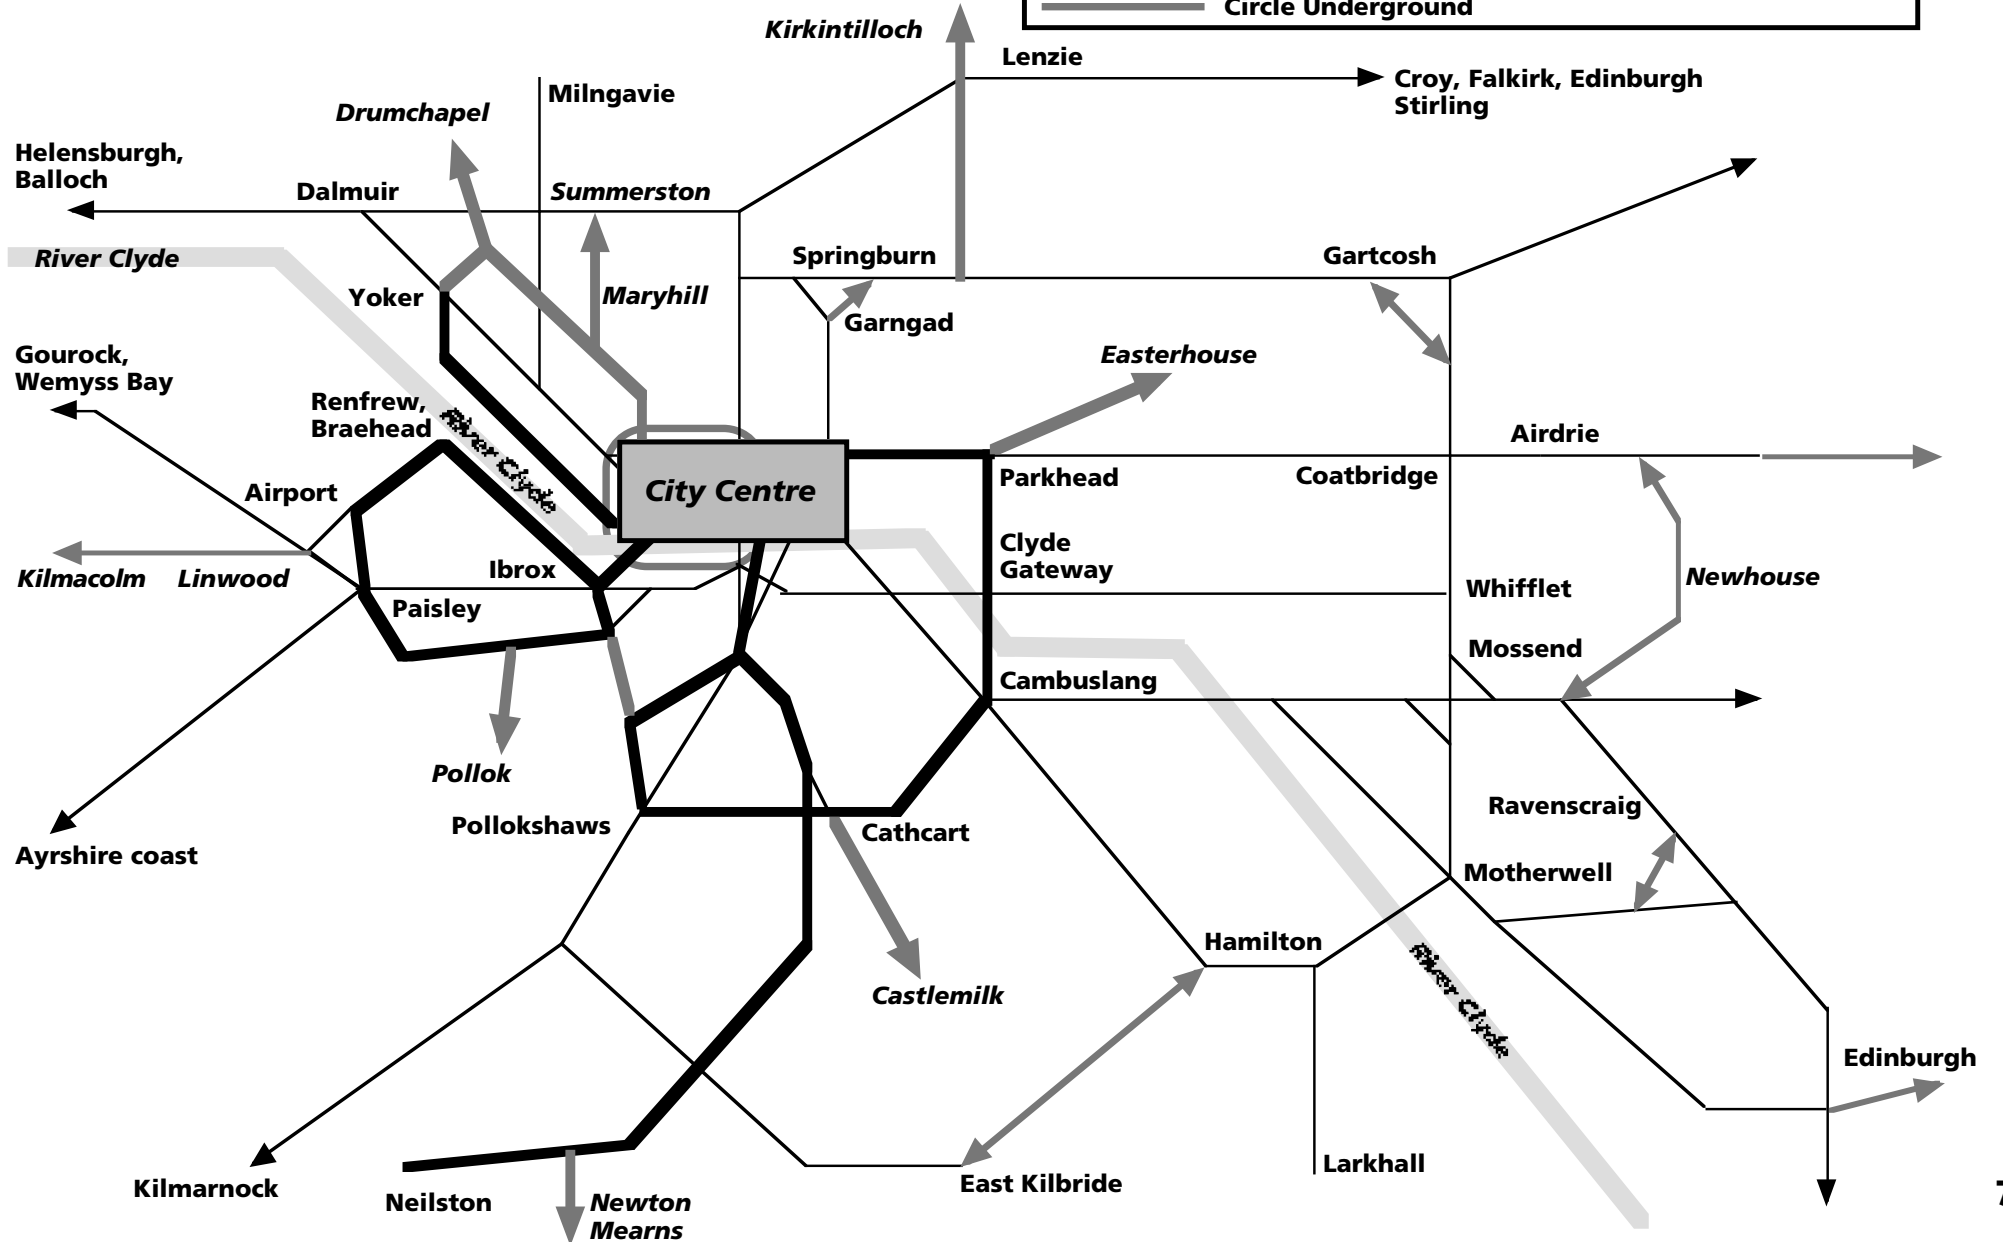 Circle Underground
Kirkintilloch
Lenzie
Croy, Falkirk, Edinburgh
Stirling
Milngavie
Drumchapel
Helensburgh,
Balloch
Dalmuir
Summerston
River Clyde
Springburn
Gartcosh
Yoker
Maryhill
Garngad
Gourock,
Wemyss Bay
Easterhouse
Renfrew,
Braehead
River Clyde
Airdrie
Airport
City Centre
Parkhead
Coatbridge
Clyde
Gateway
Kilmacolm
Linwood
Ibrox
Paisley
Whifflet
Newhouse
Mossend
Cambuslang
Pollok
Pollokshaws
Cathcart
Ravenscraig
Ayrshire coast
Motherwell
Hamilton
Castlemilk
River Clyde
Edinburgh
Kilmarnock
Neilston
Newton
Mearns
East Kilbride
Larkhall